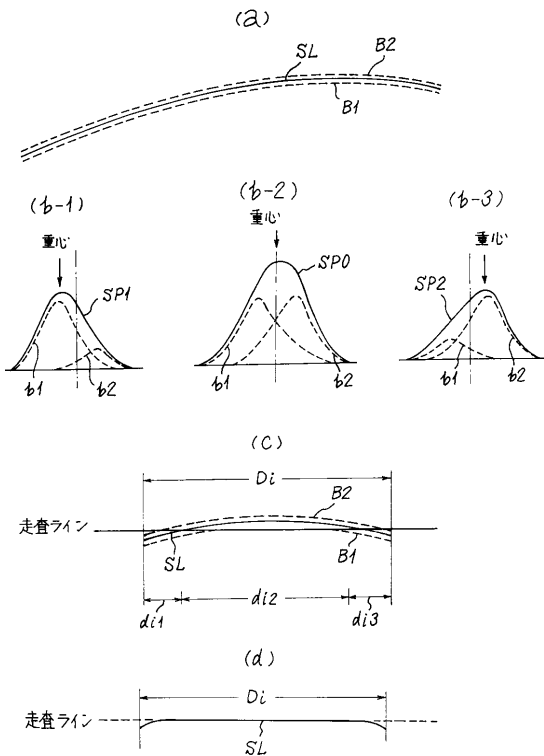 (a)
SL
B2
B1
(b-1)
(b-2)
(b-3)
重心
重心
重心
SP1
SP0
SP2
b1
b2
b1
b2
b1
b2
(c)
Di
B2
走査ライン
SL
B1
di1
di2
di3
(d)
Di
走査ライン
SL